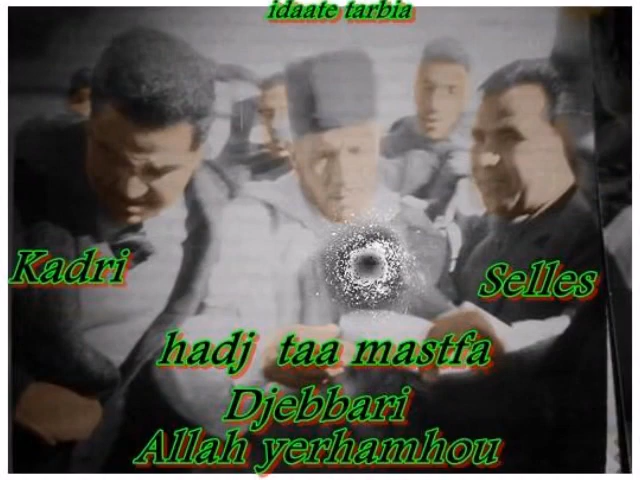 idaate tarbia
Kadri
Selles
hadj taa mastfa
Djebbari
Allah yerhamhou